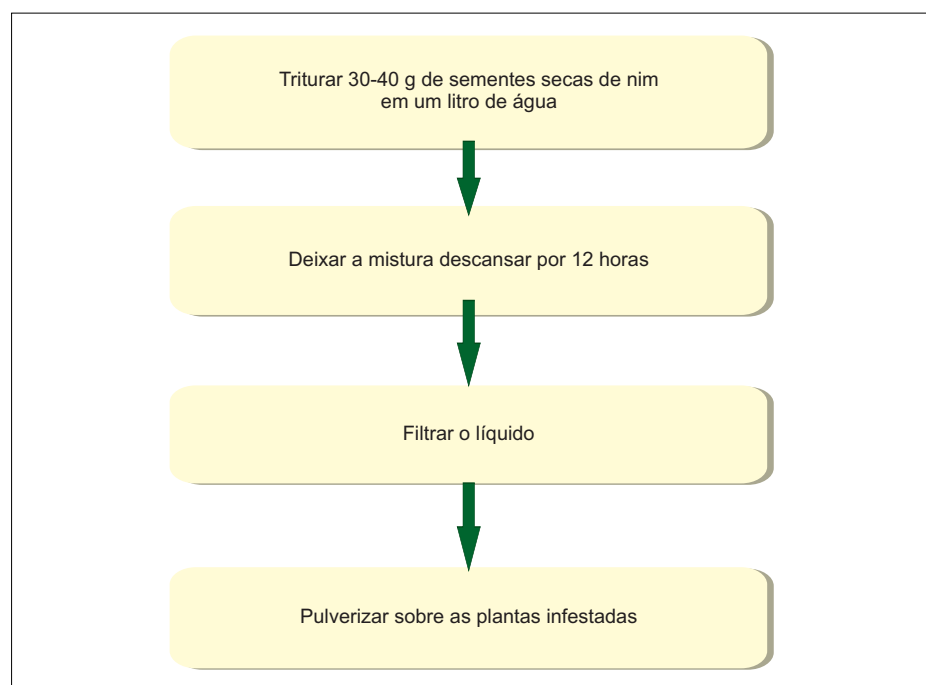 Triturar 30-40 g de sementes secas de nim
em um litro de água
Deixar a mistura descansar por 12 horas
Filtrar o líquido
Pulverizar sobre as plantas infestadas